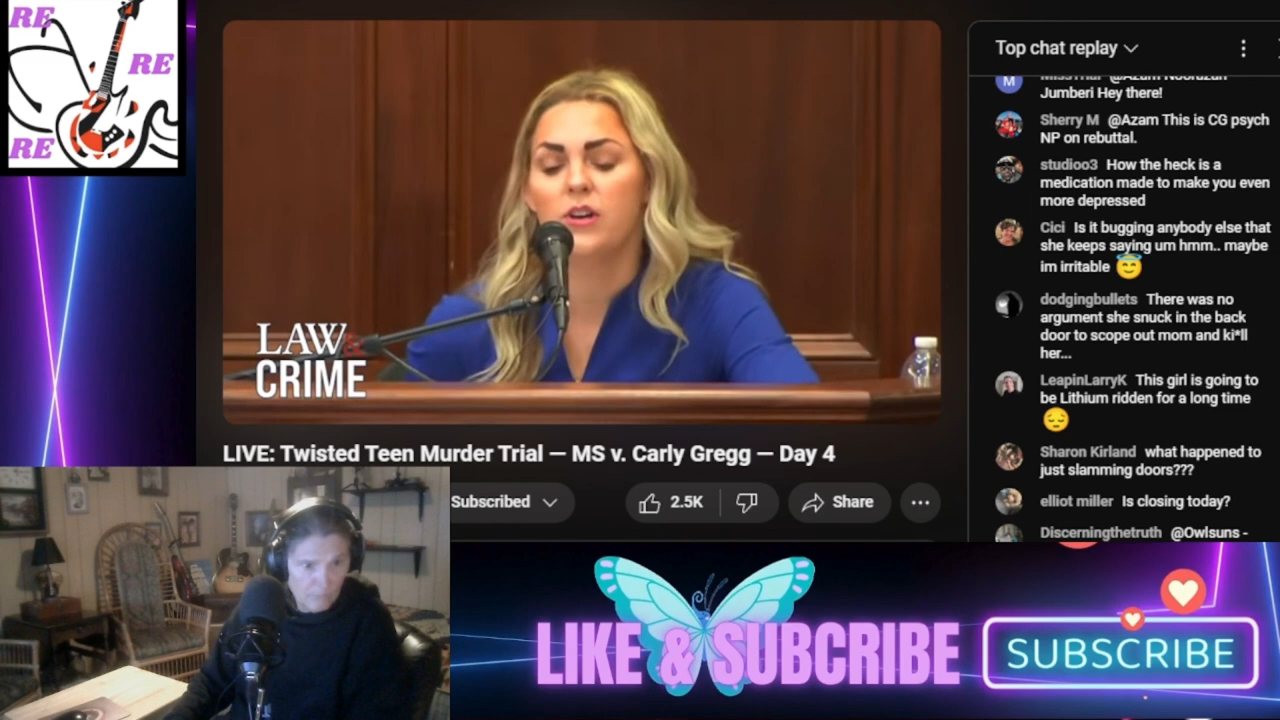 RE
RE
RE
LAW &
CRIME
LIVE: Twisted Teen Murder Trial — MS v. Carly Gregg — Day 4
Subscribed
2.5K
Share
Top chat replay
M
MissThar @Azam Noorazan
Jumberi Hey there!
Sherry M @Azam This is CG psych
NP on rebuttal.
studioo3 How the heck is a
medication made to make you even
more depressed
Cici Is it bugging anybody else that
she keeps saying um hmm.. maybe
im irritable
dodgingbullets There was no
argument she snuck in the back
door to scope out mom and ki*ll
her...
LeapinLarryK This girl is going to
be Lithium ridden for a long time
Sharon Kirland what happened to
just slamming doors???
elliot miller Is closing today?
Discerningthetruth @Owlsuns -
LIKE & SUBCRIBE
SUBSCRIBE